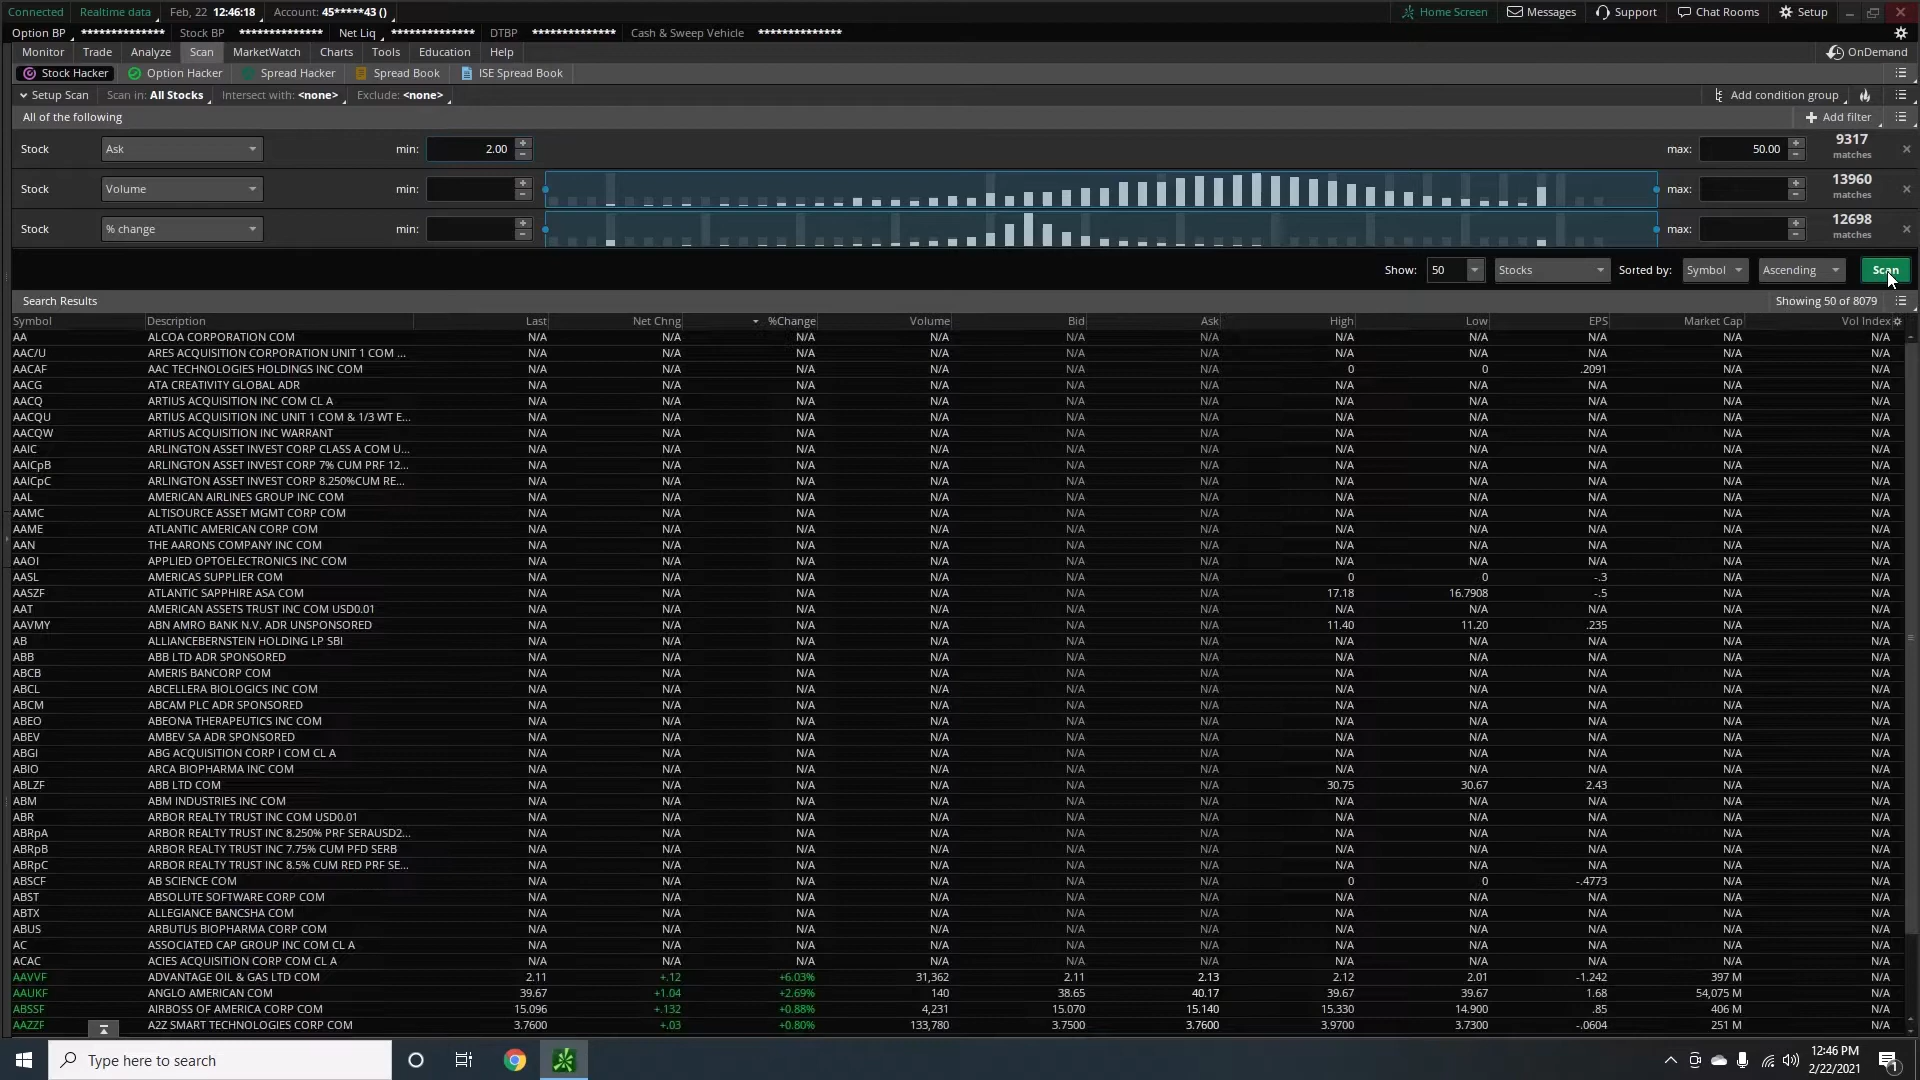 Connected Realtime data Feb, 22 12:46:18 Account: 45*****43 () Home Screen Messages Support Chat Rooms Setup
Option BP ************** Stock BP ************** Net Liq ************** DTBP ************** Cash & Sweep Vehicle **************
Monitor Trade Analyze Scan MarketWatch Charts Tools Education Help OnDemand
Stock Hacker Option Hacker Spread Hacker Spread Book ISE Spread Book
Setup Scan Scan in: All Stocks Intersect with: <none> Exclude: <none> Add condition group
All of the following Add filter
Stock Ask min: 2.00 max: 50.00 9317 matches
Stock Volume min: max: 13960 matches
Stock % change min: max: 12698 matches
Show: 50 Stocks Sorted by: Symbol Ascending Scan
Search Results Showing 50 of 8079
Symbol Description Last Net Chng %Change Volume Bid Ask High Low EPS Market Cap Vol Index
AA ALCOA CORPORATION COM N/A N/A N/A N/A N/A N/A N/A N/A N/A N/A N/A
AAC/U ARES ACQUISITION CORPORATION UNIT 1 COM ... N/A N/A N/A N/A N/A N/A N/A N/A N/A N/A N/A
AACAF AAC TECHNOLOGIES HOLDINGS INC COM N/A N/A N/A N/A N/A N/A 0 0 .2091 N/A N/A
AACG ATA CREATIVITY GLOBAL ADR N/A N/A N/A N/A N/A N/A N/A N/A N/A N/A N/A
AACQ ARTIUS ACQUISITION INC COM CL A N/A N/A N/A N/A N/A N/A N/A N/A N/A N/A N/A
AACQU ARTIUS ACQUISITION INC UNIT 1 COM & 1/3 WT E... N/A N/A N/A N/A N/A N/A N/A N/A N/A N/A N/A
AACQW ARTIUS ACQUISITION INC WARRANT N/A N/A N/A N/A N/A N/A N/A N/A N/A N/A N/A
AAIC ARLINGTON ASSET INVEST CORP CLASS A COM U... N/A N/A N/A N/A N/A N/A N/A N/A N/A N/A N/A
AAICpB ARLINGTON ASSET INVEST CORP 7% CUM PRF 12... N/A N/A N/A N/A N/A N/A N/A N/A N/A N/A N/A
AAICpC ARLINGTON ASSET INVEST CORP 8.250%CUM RE... N/A N/A N/A N/A N/A N/A N/A N/A N/A N/A N/A
AAL AMERICAN AIRLINES GROUP INC COM N/A N/A N/A N/A N/A N/A N/A N/A N/A N/A N/A
AAMC ALTISOURCE ASSET MGMT CORP COM N/A N/A N/A N/A N/A N/A N/A N/A N/A N/A N/A
AAME ATLANTIC AMERICAN CORP COM N/A N/A N/A N/A N/A N/A N/A N/A N/A N/A N/A
AAN THE AARONS COMPANY INC COM N/A N/A N/A N/A N/A N/A N/A N/A N/A N/A N/A
AAOI APPLIED OPTOELECTRONICS INC COM N/A N/A N/A N/A N/A N/A N/A N/A N/A N/A N/A
AASL AMERICAS SUPPLIER COM N/A N/A N/A N/A N/A N/A 0 0 -.3 N/A N/A
AASZF ATLANTIC SAPPHIRE ASA COM N/A N/A N/A N/A N/A N/A 17.18 16.7908 -.5 N/A N/A
AAT AMERICAN ASSETS TRUST INC COM USD0.01 N/A N/A N/A N/A N/A N/A N/A N/A N/A N/A N/A
AAVMY ABN AMRO BANK N.V. ADR UNSPONSORED N/A N/A N/A N/A N/A N/A 11.40 11.20 .235 N/A N/A
AB ALLIANCEBERNSTEIN HOLDING LP SBI N/A N/A N/A N/A N/A N/A N/A N/A N/A N/A N/A
ABB ABB LTD ADR SPONSORED N/A N/A N/A N/A N/A N/A N/A N/A N/A N/A N/A
ABCB AMERIS BANCORP COM N/A N/A N/A N/A N/A N/A N/A N/A N/A N/A N/A
ABCL ABCELLERA BIOLOGICS INC COM N/A N/A N/A N/A N/A N/A N/A N/A N/A N/A N/A
ABCM ABCAM PLC ADR SPONSORED N/A N/A N/A N/A N/A N/A N/A N/A N/A N/A N/A
ABEO ABEONA THERAPEUTICS INC COM N/A N/A N/A N/A N/A N/A N/A N/A N/A N/A N/A
ABEV AMBEV SA ADR SPONSORED N/A N/A N/A N/A N/A N/A N/A N/A N/A N/A N/A
ABGI ABG ACQUISITION CORP I COM CL A N/A N/A N/A N/A N/A N/A N/A N/A N/A N/A N/A
ABIO ARCA BIOPHARMA INC COM N/A N/A N/A N/A N/A N/A N/A N/A N/A N/A N/A
ABLZF ABB LTD COM N/A N/A N/A N/A N/A N/A 30.75 30.67 2.43 N/A N/A
ABM ABM INDUSTRIES INC COM N/A N/A N/A N/A N/A N/A N/A N/A N/A N/A N/A
ABR ARBOR REALTY TRUST INC COM USD0.01 N/A N/A N/A N/A N/A N/A N/A N/A N/A N/A N/A
ABRpA ARBOR REALTY TRUST INC 8.250% PRF SERAUSD2... N/A N/A N/A N/A N/A N/A N/A N/A N/A N/A N/A
ABRpB ARBOR REALTY TRUST INC 7.75% CUM PFD SERB N/A N/A N/A N/A N/A N/A N/A N/A N/A N/A N/A
ABRpC ARBOR REALTY TRUST INC 8.5% CUM RED PRF SE... N/A N/A N/A N/A N/A N/A N/A N/A N/A N/A N/A
ABSCF AB SCIENCE COM N/A N/A N/A N/A N/A N/A 0 0 -.4773 N/A N/A
ABST ABSOLUTE SOFTWARE CORP COM N/A N/A N/A N/A N/A N/A N/A N/A N/A N/A N/A
ABTX ALLEGIANCE BANCSHA COM N/A N/A N/A N/A N/A N/A N/A N/A N/A N/A N/A
ABUS ARBUTUS BIOPHARMA CORP COM N/A N/A N/A N/A N/A N/A N/A N/A N/A N/A N/A
AC ASSOCIATED CAP GROUP INC COM CL A N/A N/A N/A N/A N/A N/A N/A N/A N/A N/A N/A
ACAC ACIES ACQUISITION CORP COM CL A N/A N/A N/A N/A N/A N/A N/A N/A N/A N/A N/A
AAVVF ADVANTAGE OIL & GAS LTD COM 2.11 +.12 +6.03% 31,362 2.11 2.13 2.12 2.01 -1.242 397 M N/A
AAUKF ANGLO AMERICAN COM 39.67 +1.04 +2.69% 140 38.65 40.17 39.67 39.67 1.68 54,075 M N/A
ABSSF AIRBOSS OF AMERICA CORP COM 15.096 +.132 +0.88% 4,231 15.070 15.140 15.330 14.900 .85 406 M N/A
AAZZF A2Z SMART TECHNOLOGIES CORP COM 3.7600 +.03 +0.80% 133,780 3.7500 3.7600 3.9700 3.7300 -.0604 251 M N/A
Type here to search 12:46 PM
2/22/2021 1